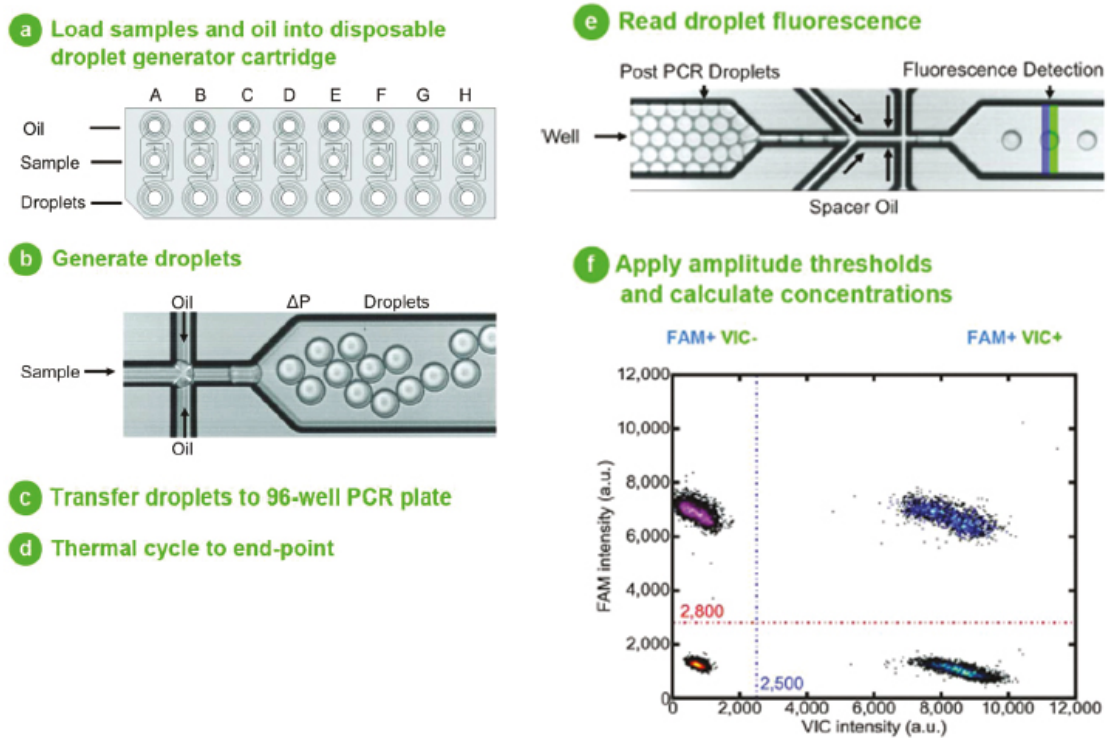 a Load samples and oil into disposable
droplet generator cartridge
A B C D E F G H
Oil
Sample
Droplets
b Generate droplets
Oil ΔP Droplets
Sample
Oil
c Transfer droplets to 96-well PCR plate
d Thermal cycle to end-point
e Read droplet fluorescence
Post PCR Droplets Fluorescence Detection
Well
Spacer Oil
f Apply amplitude thresholds
and calculate concentrations
FAM+ VIC- FAM+ VIC+
12,000
10,000
8,000
6,000
4,000
2,000
0
FAM intensity (a.u.)
2,800
2,500
0 2,000 4,000 6,000 8,000 10,000 12,000
VIC intensity (a.u.)